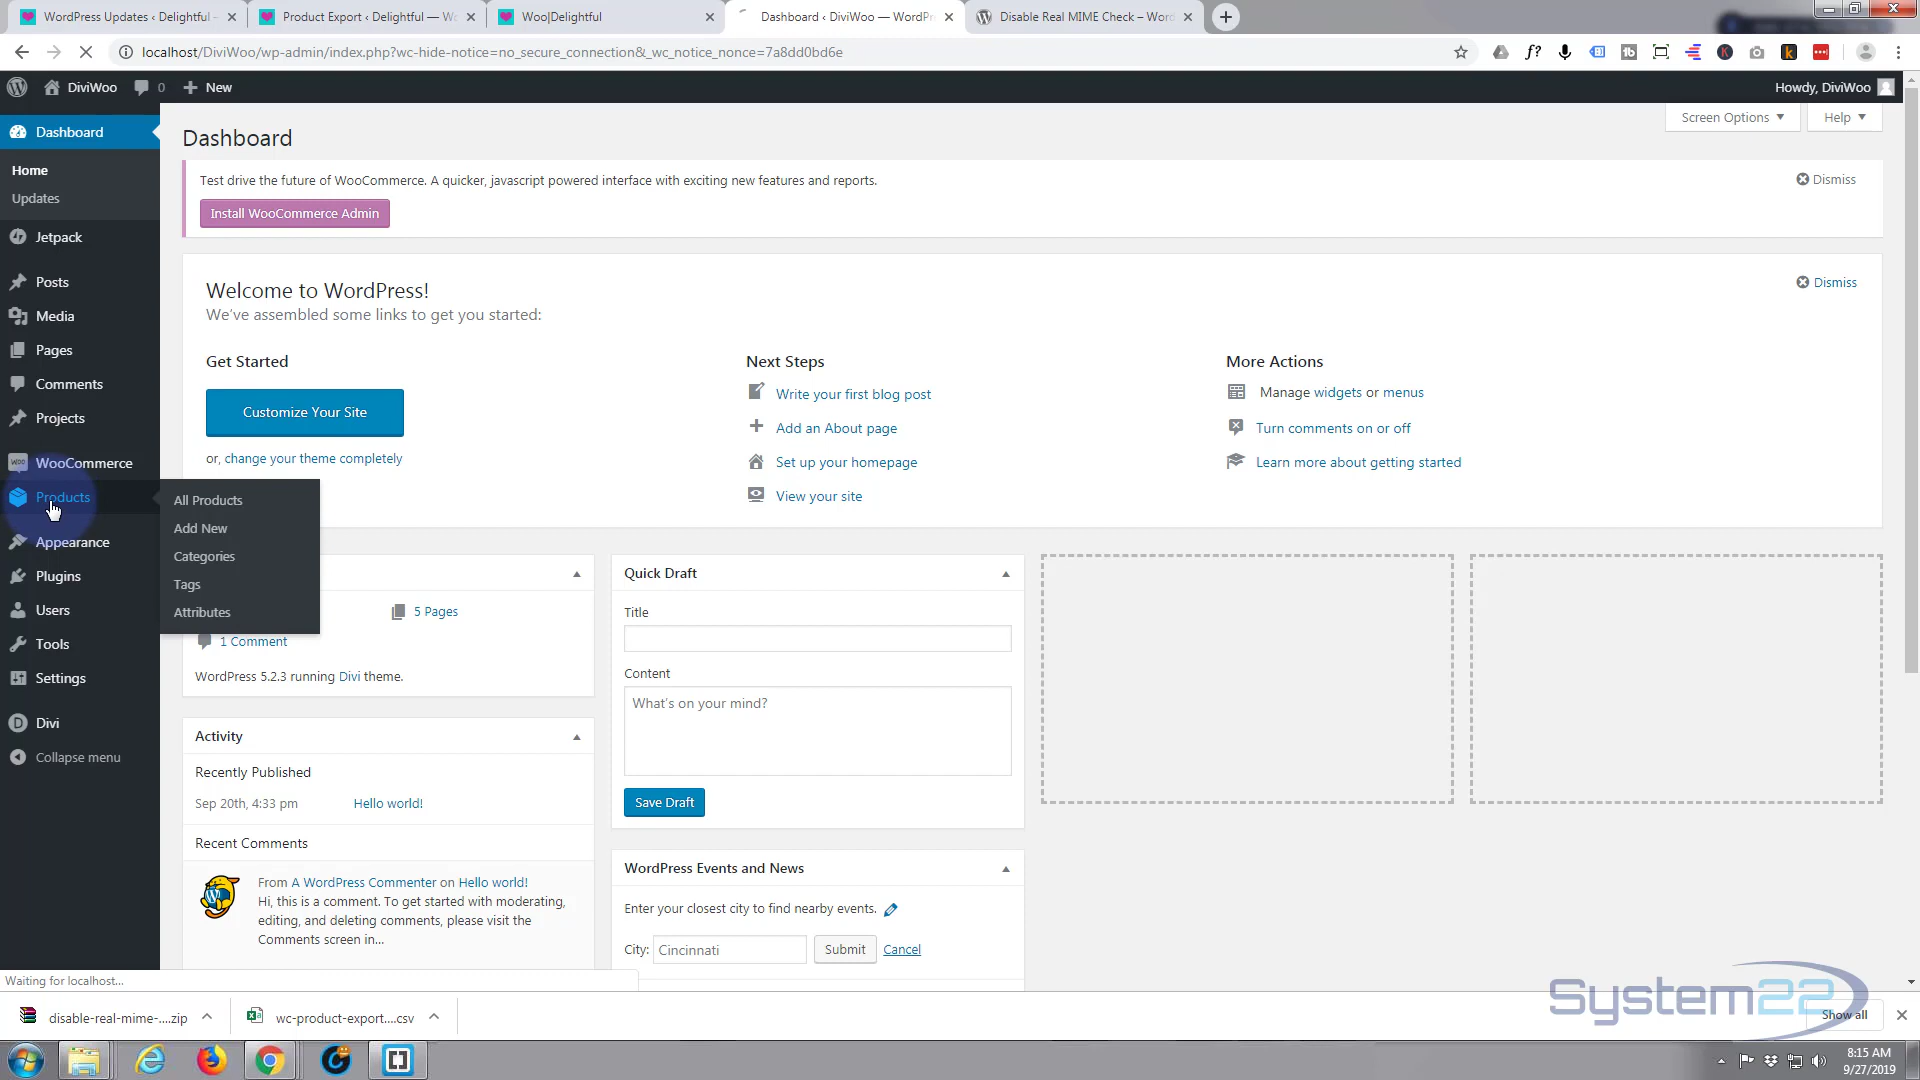 WordPress Updates ‹ Delightful –
Product Export ‹ Delightful — Wo
Woo|Delightful
Dashboard ‹ DiviWoo — WordPr
Disable Real MIME Check – Word
localhost/DiviWoo/wp-admin/index.php?wc-hide-notice=no_secure_connection&_wc_notice_nonce=7a8dd0bd6e
DiviWoo
0
New
Howdy, DiviWoo
Dashboard
Home
Updates
Jetpack
Posts
Media
Pages
Comments
Projects
WooCommerce
Products
Appearance
Plugins
Users
Tools
Settings
Divi
Collapse menu
All Products
Add New
Categories
Tags
Attributes
Screen Options
Help
Dashboard
Test drive the future of WooCommerce. A quicker, javascript powered interface with exciting new features and reports.
Dismiss
Install WooCommerce Admin
Welcome to WordPress!
Dismiss
We've assembled some links to get you started:
Get Started
Customize Your Site
or, change your theme completely
Next Steps
Write your first blog post
Add an About page
Set up your homepage
View your site
More Actions
Manage widgets or menus
Turn comments on or off
Learn more about getting started
5 Pages
1 Comment
WordPress 5.2.3 running Divi theme.
Activity
Recently Published
Sep 20th, 4:33 pm
Hello world!
Recent Comments
From A WordPress Commenter on Hello world!
Hi, this is a comment. To get started with moderating,
editing, and deleting comments, please visit the
Comments screen in...
Quick Draft
Title
Content
What's on your mind?
Save Draft
WordPress Events and News
Enter your closest city to find nearby events.
City:
Cincinnati
Submit
Cancel
Waiting for localhost...
disable-real-mime-....zip
wc-product-export....csv
System22
Show all
8:15 AM
9/27/2019